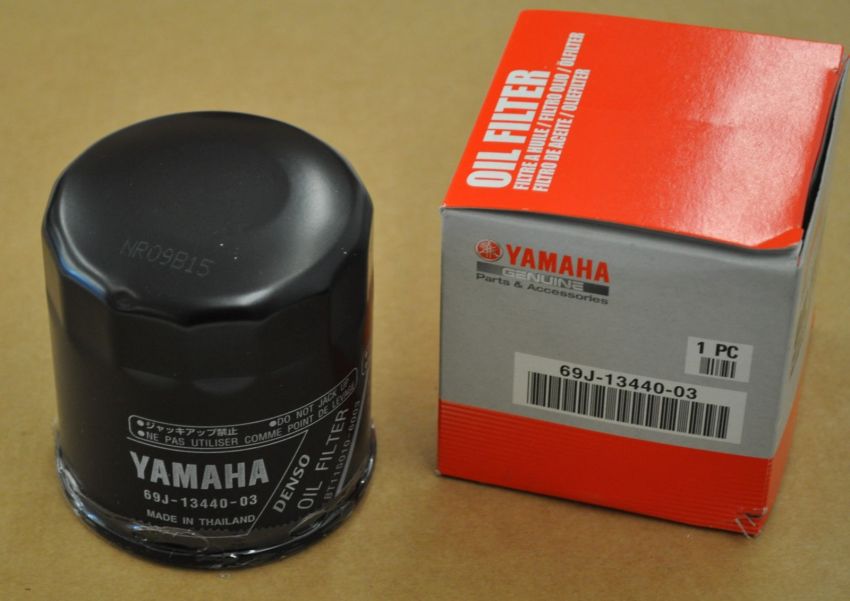 NR09B15
●ジャッキアップ禁止 ●DO NOT JACK UP
●NE PAS UTILISER COMME POINT DE LEVAGE
YAMAHA
69J-13440-03
MADE IN THAILAND
DENSO
OIL FILTER
OIL FILTER
FILTRE A HUILE / FILTRO OLIO / ÖLFILTER
FILTRO DE ACEITE / OLIEFILTER
YAMAHA
GENUINE
Parts & Accessories
1 PC
69J-13440-03